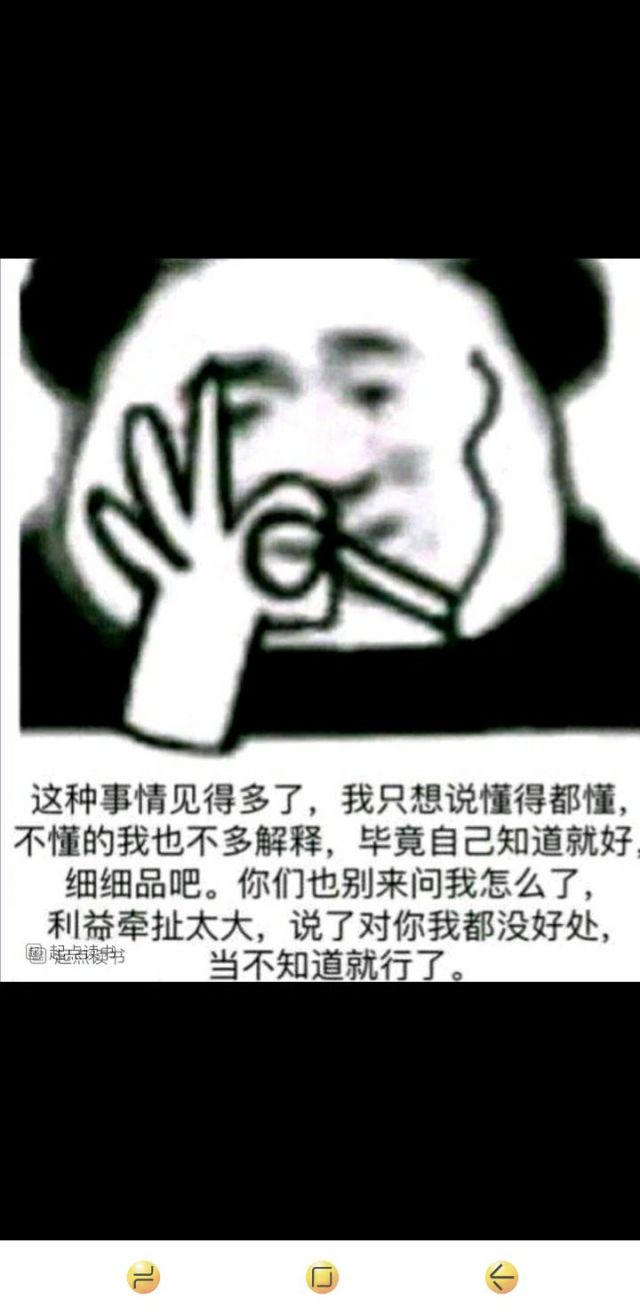 这种事情见得多了，我只想说懂得都懂，
不懂的我也不多解释，毕竟自己知道就好，
细细品吧。你们也别来问我怎么了，
利益牵扯太大，说了对你我都没好处，
起点读书
当不知道就行了。